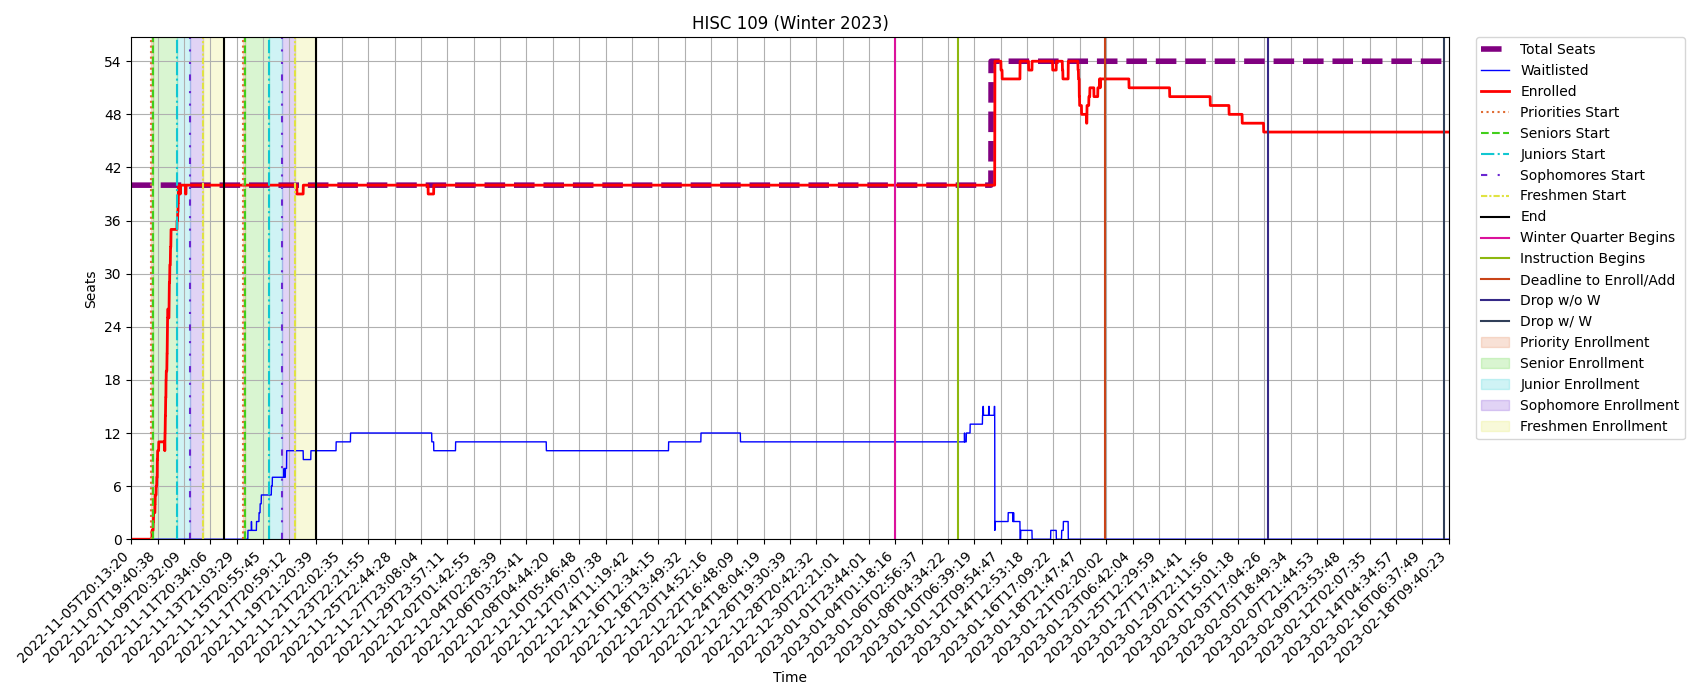 HISC 109 (Winter 2023)
Seats
54
48
42
36
30
24
18
12
6
0
2022-11-05T20:13:20
2022-11-07T19:40:38
2022-11-09T20:32:09
2022-11-11T20:34:06
2022-11-13T21:03:29
2022-11-15T20:55:45
2022-11-17T20:59:12
2022-11-19T21:20:39
2022-11-21T22:02:35
2022-11-23T22:21:55
2022-11-25T22:44:28
2022-11-27T23:08:04
2022-11-29T23:57:11
2022-12-02T01:42:55
2022-12-04T02:28:39
2022-12-06T03:25:41
2022-12-08T04:44:20
2022-12-10T05:46:48
2022-12-12T07:07:38
2022-12-14T11:19:42
2022-12-16T12:34:15
2022-12-18T13:49:32
2022-12-20T14:52:16
2022-12-22T16:48:09
2022-12-24T18:04:19
2022-12-26T19:30:39
2022-12-28T20:42:32
2022-12-30T22:21:01
2023-01-01T23:44:01
2023-01-04T01:18:16
2023-01-06T02:56:37
2023-01-08T04:34:22
2023-01-10T06:39:19
2023-01-12T09:54:47
2023-01-14T12:53:18
2023-01-16T17:09:22
2023-01-18T21:47:47
2023-01-21T02:20:02
2023-01-23T06:42:04
2023-01-25T12:29:59
2023-01-27T17:41:41
2023-01-29T22:11:56
2023-02-01T15:01:18
2023-02-03T17:04:26
2023-02-05T18:49:34
2023-02-07T21:44:53
2023-02-09T23:53:48
2023-02-12T02:07:35
2023-02-14T04:34:57
2023-02-16T06:37:49
2023-02-18T09:40:23
Time
Total Seats
Waitlisted
Enrolled
Priorities Start
Seniors Start
Juniors Start
Sophomores Start
Freshmen Start
End
Winter Quarter Begins
Instruction Begins
Deadline to Enroll/Add
Drop w/o W
Drop w/ W
Priority Enrollment
Senior Enrollment
Junior Enrollment
Sophomore Enrollment
Freshmen Enrollment